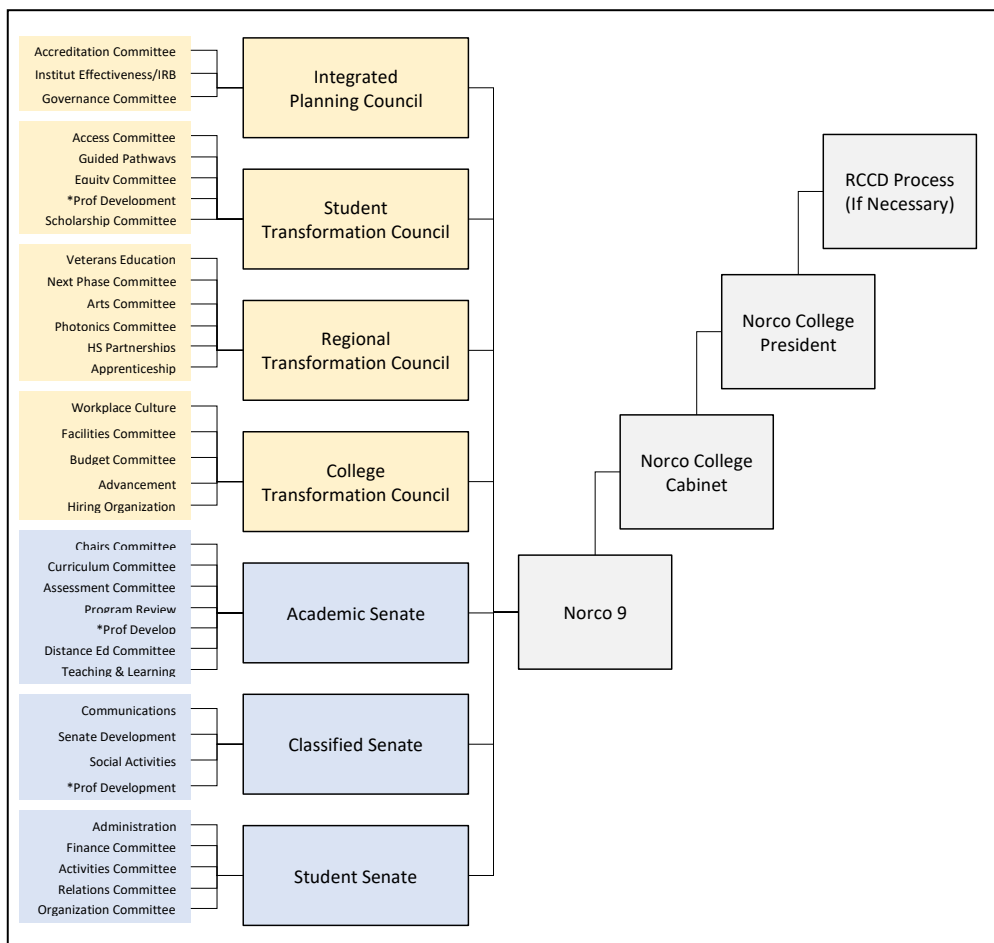 Accreditation Committee
Institut Effectiveness/IRB
Governance Committee
Integrated
Planning Council
Access Committee
Guided Pathways
Equity Committee
*Prof Development
Scholarship Committee
Student
Transformation Council
Veterans Education
Next Phase Committee
Arts Committee
Photonics Committee
HS Partnerships
Apprenticeship
Regional
Transformation Council
Workplace Culture
Facilities Committee
Budget Committee
Advancement
Hiring Organization
College
Transformation Council
Chairs Committee
Curriculum Committee
Assessment Committee
Program Review
*Prof Develop
Distance Ed Committee
Teaching & Learning
Academic Senate
Communications
Senate Development
Social Activities
*Prof Development
Classified Senate
Administration
Finance Committee
Activities Committee
Relations Committee
Organization Committee
Student Senate
Norco 9
Norco College
Cabinet
Norco College
President
RCCD Process
(If Necessary)